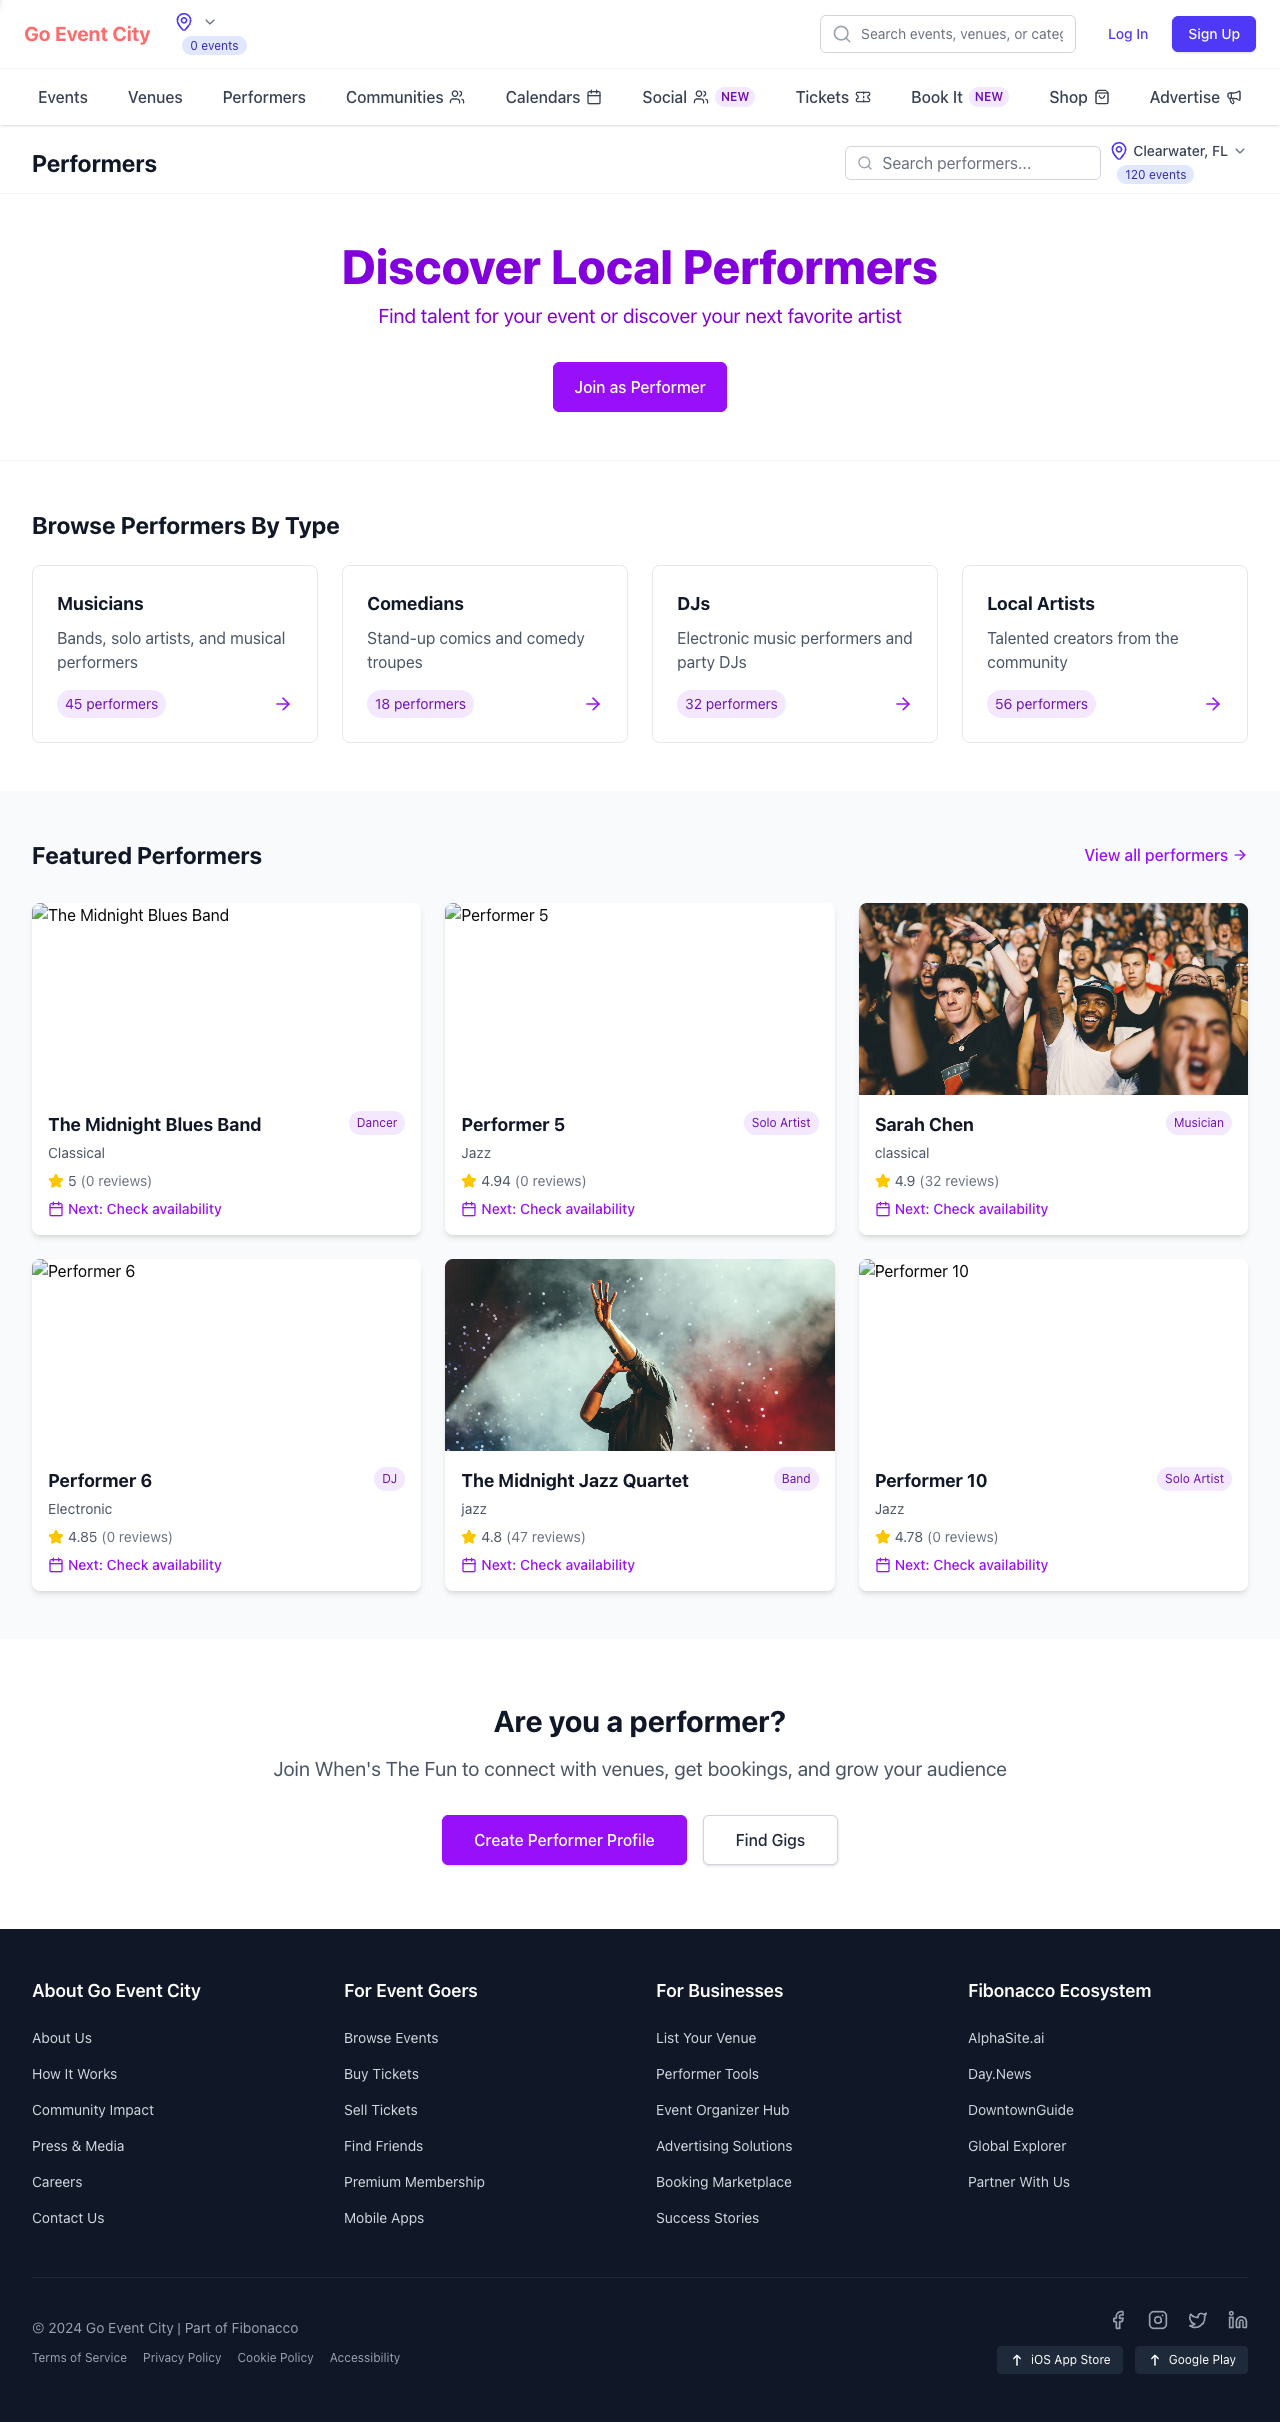 Go Event City
0 events
Search events, venues, or categ
Log In
Sign Up
Events
Venues
Performers
Communities
Calendars
Social NEW
Tickets
Book It NEW
Shop
Advertise
Performers
Search performers...
Clearwater, FL
120 events
Discover Local Performers
Find talent for your event or discover your next favorite artist
Join as Performer
Browse Performers By Type
Musicians
Bands, solo artists, and musical
performers
45 performers
Comedians
Stand-up comics and comedy
troupes
18 performers
DJs
Electronic music performers and
party DJs
32 performers
Local Artists
Talented creators from the
community
56 performers
Featured Performers
View all performers
The Midnight Blues Band
The Midnight Blues Band
Dancer
Classical
5 (0 reviews)
Next: Check availability
Performer 5
Performer 5
Solo Artist
Jazz
4.94 (0 reviews)
Next: Check availability
Sarah Chen
Musician
classical
4.9 (32 reviews)
Next: Check availability
Performer 6
Performer 6
DJ
Electronic
4.85 (0 reviews)
Next: Check availability
The Midnight Jazz Quartet
Band
jazz
4.8 (47 reviews)
Next: Check availability
Performer 10
Performer 10
Solo Artist
Jazz
4.78 (0 reviews)
Next: Check availability
Are you a performer?
Join When's The Fun to connect with venues, get bookings, and grow your audience
Create Performer Profile
Find Gigs
About Go Event City
About Us
How It Works
Community Impact
Press & Media
Careers
Contact Us
For Event Goers
Browse Events
Buy Tickets
Sell Tickets
Find Friends
Premium Membership
Mobile Apps
For Businesses
List Your Venue
Performer Tools
Event Organizer Hub
Advertising Solutions
Booking Marketplace
Success Stories
Fibonacco Ecosystem
AlphaSite.ai
Day.News
DowntownGuide
Global Explorer
Partner With Us
© 2024 Go Event City | Part of Fibonacco
Terms of Service
Privacy Policy
Cookie Policy
Accessibility
iOS App Store
Google Play